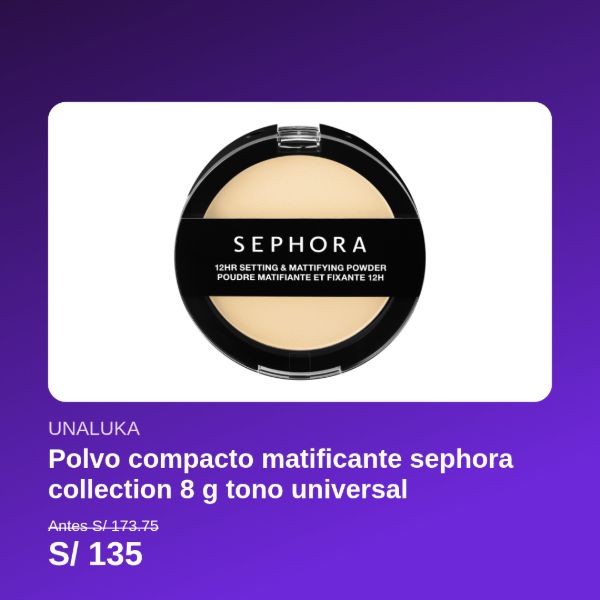 SEPHORA
12HR SETTING & MATTIFYING POWDER
POUDRE MATIFIANTE ET FIXANTE 12H
UNALUKA
Polvo compacto matificante sephora
collection 8 g tono universal
Antes S/ 173.75
S/ 135